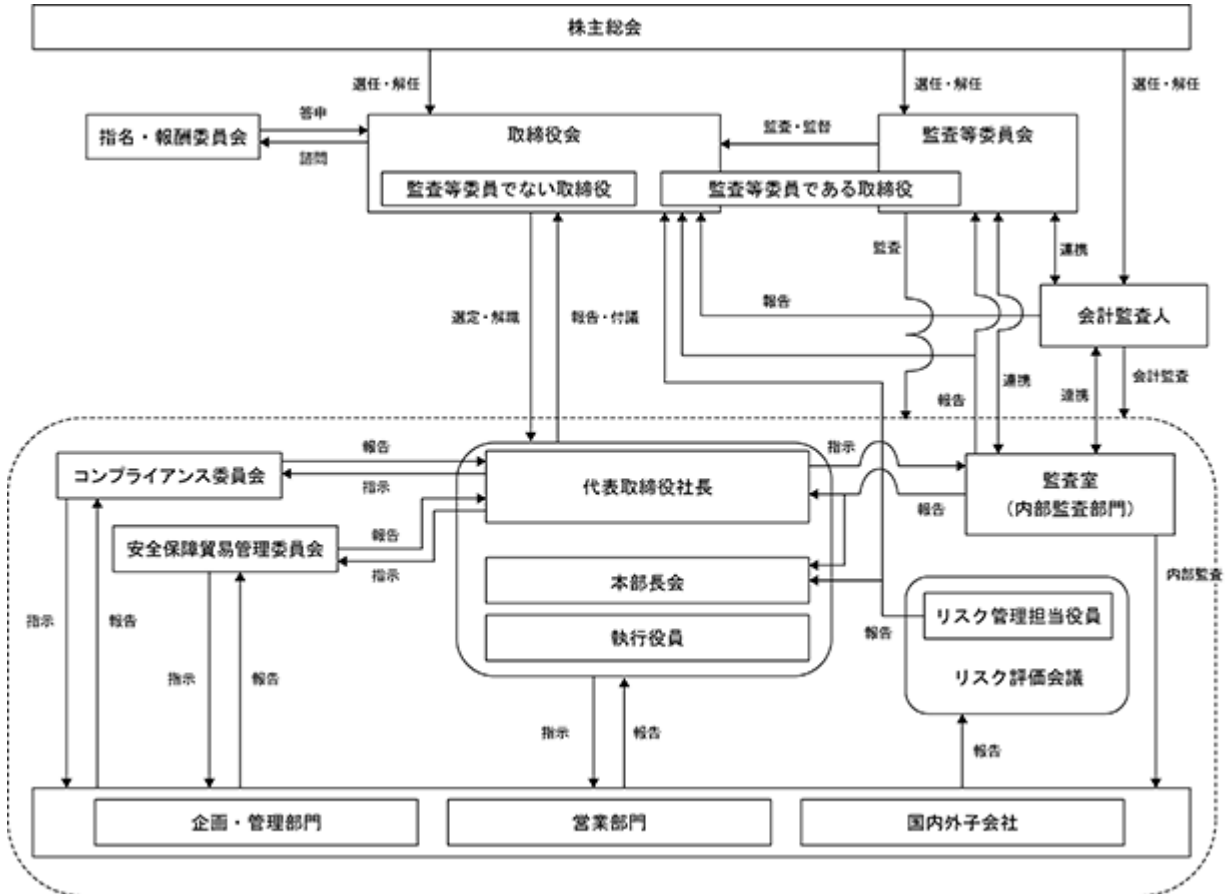 株主総会
選任・解任
選任・解任
選任・解任
指名・報酬委員会
答申
諮問
取締役会
監査・監督
監査等委員会
監査等委員でない取締役
監査等委員である取締役
監査
連携
選定・解職
報告・付議
報告
会計監査人
連携
報告
連携
会計監査
コンプライアンス委員会
報告
指示
代表取締役社長
指示
監査室
（内部監査部門）
報告
安全保障貿易管理委員会
報告
指示
本部長会
内部監査
執行役員
報告
リスク管理担当役員
リスク評価会議
指示
報告
指示
報告
指示
報告
報告
企画・管理部門
営業部門
国内外子会社